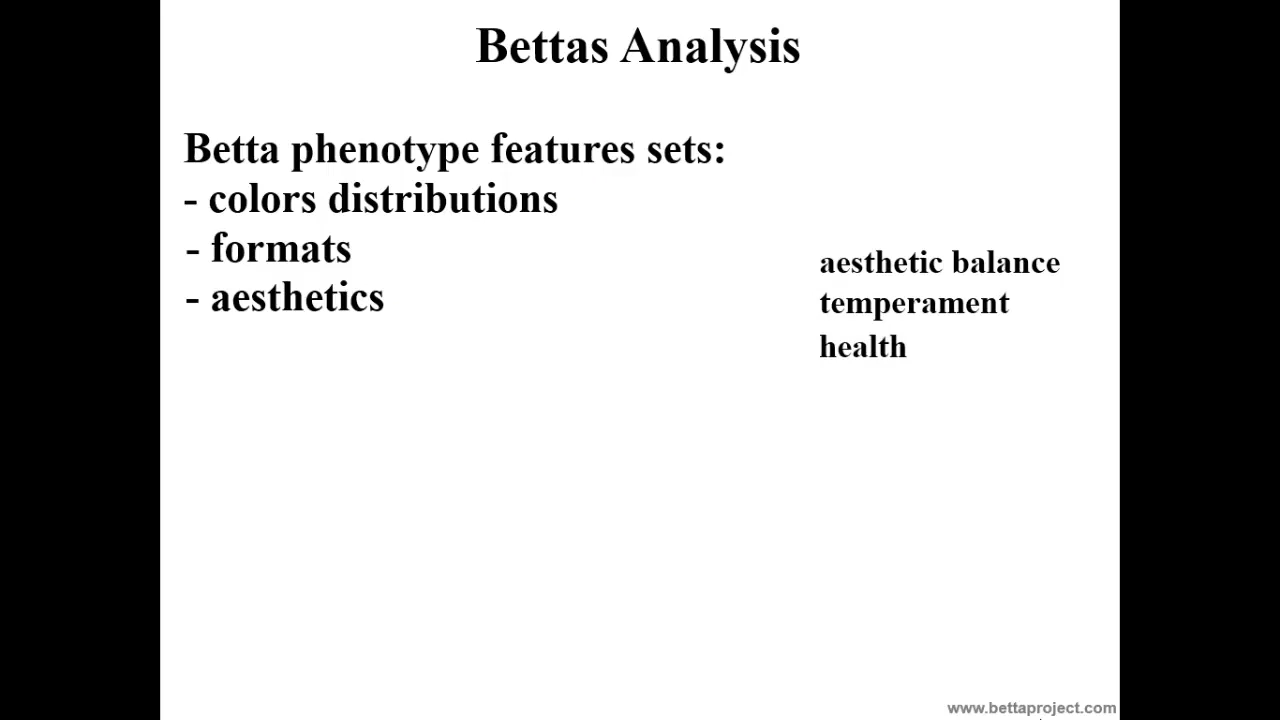 Bettas Analysis
Betta phenotype features sets:
- colors distributions
- formats
- aesthetics
aesthetic balance
temperament
health
www.bettaproject.com